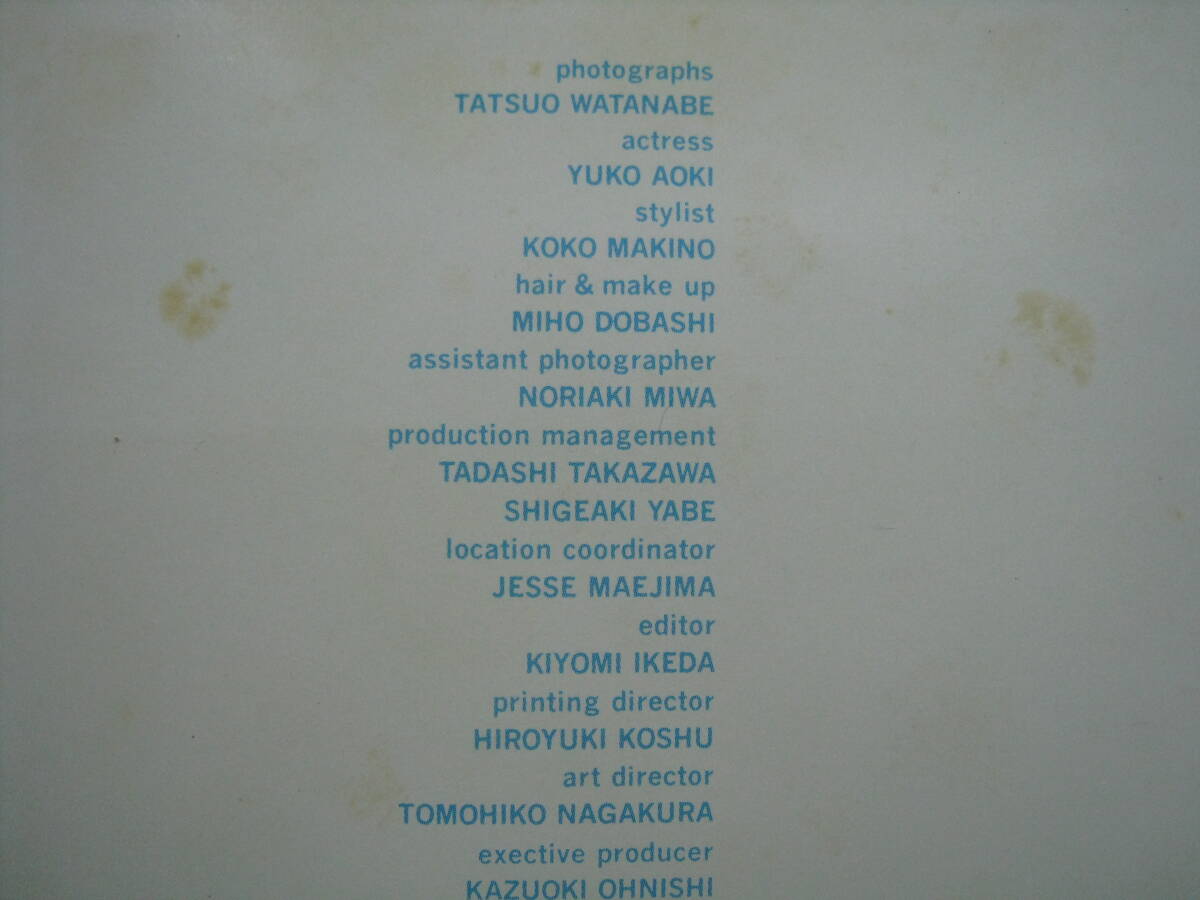 photographs
TATSUO WATANABE
actress
YUKO AOKI
stylist
KOKO MAKINO
hair & make up
MIHO DOBASHI
assistant photographer
NORIAKI MIWA
production management
TADASHI TAKAZAWA
SHIGEAKI YABE
location coordinator
JESSE MAEJIMA
editor
KIYOMI IKEDA
printing director
HIROYUKI KOSHU
art director
TOMOHIKO NAGAKURA
exective producer
KAZUOKI OHNISHI